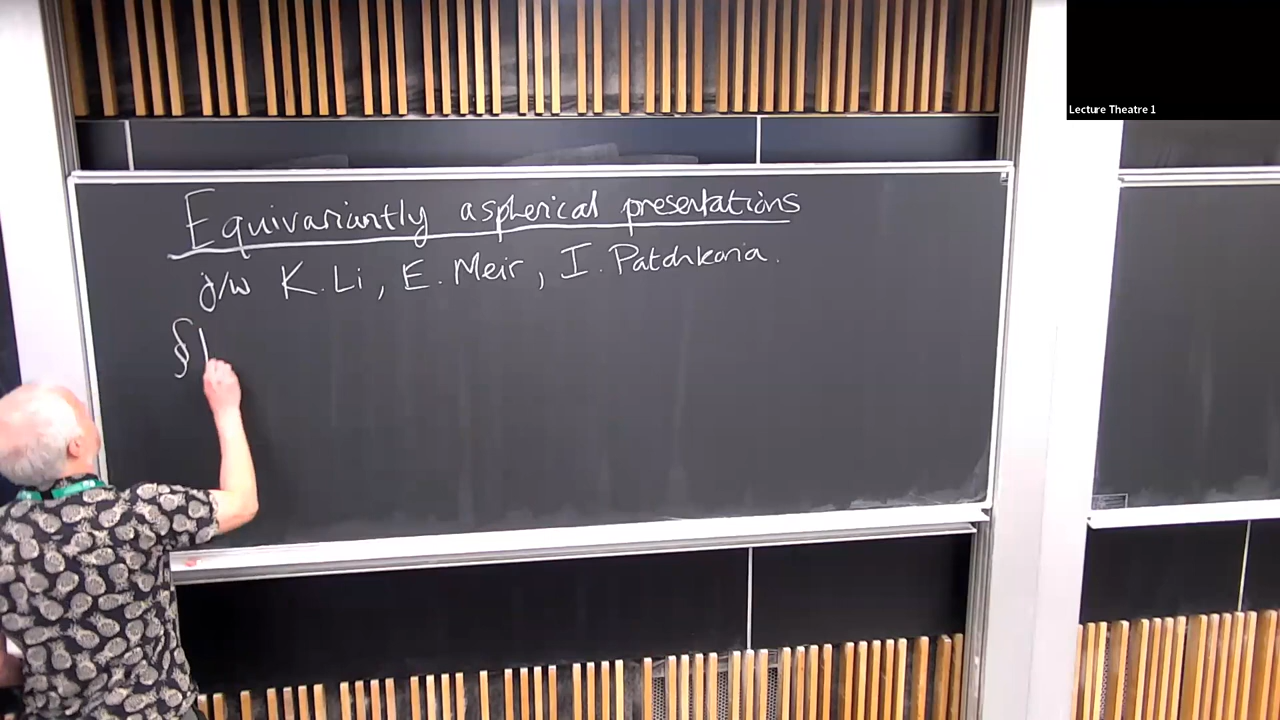 Lecture Theatre 1
Equivariantly aspherical presentations
j/w K. Li, E. Meir, I. Patchkoria.
§1